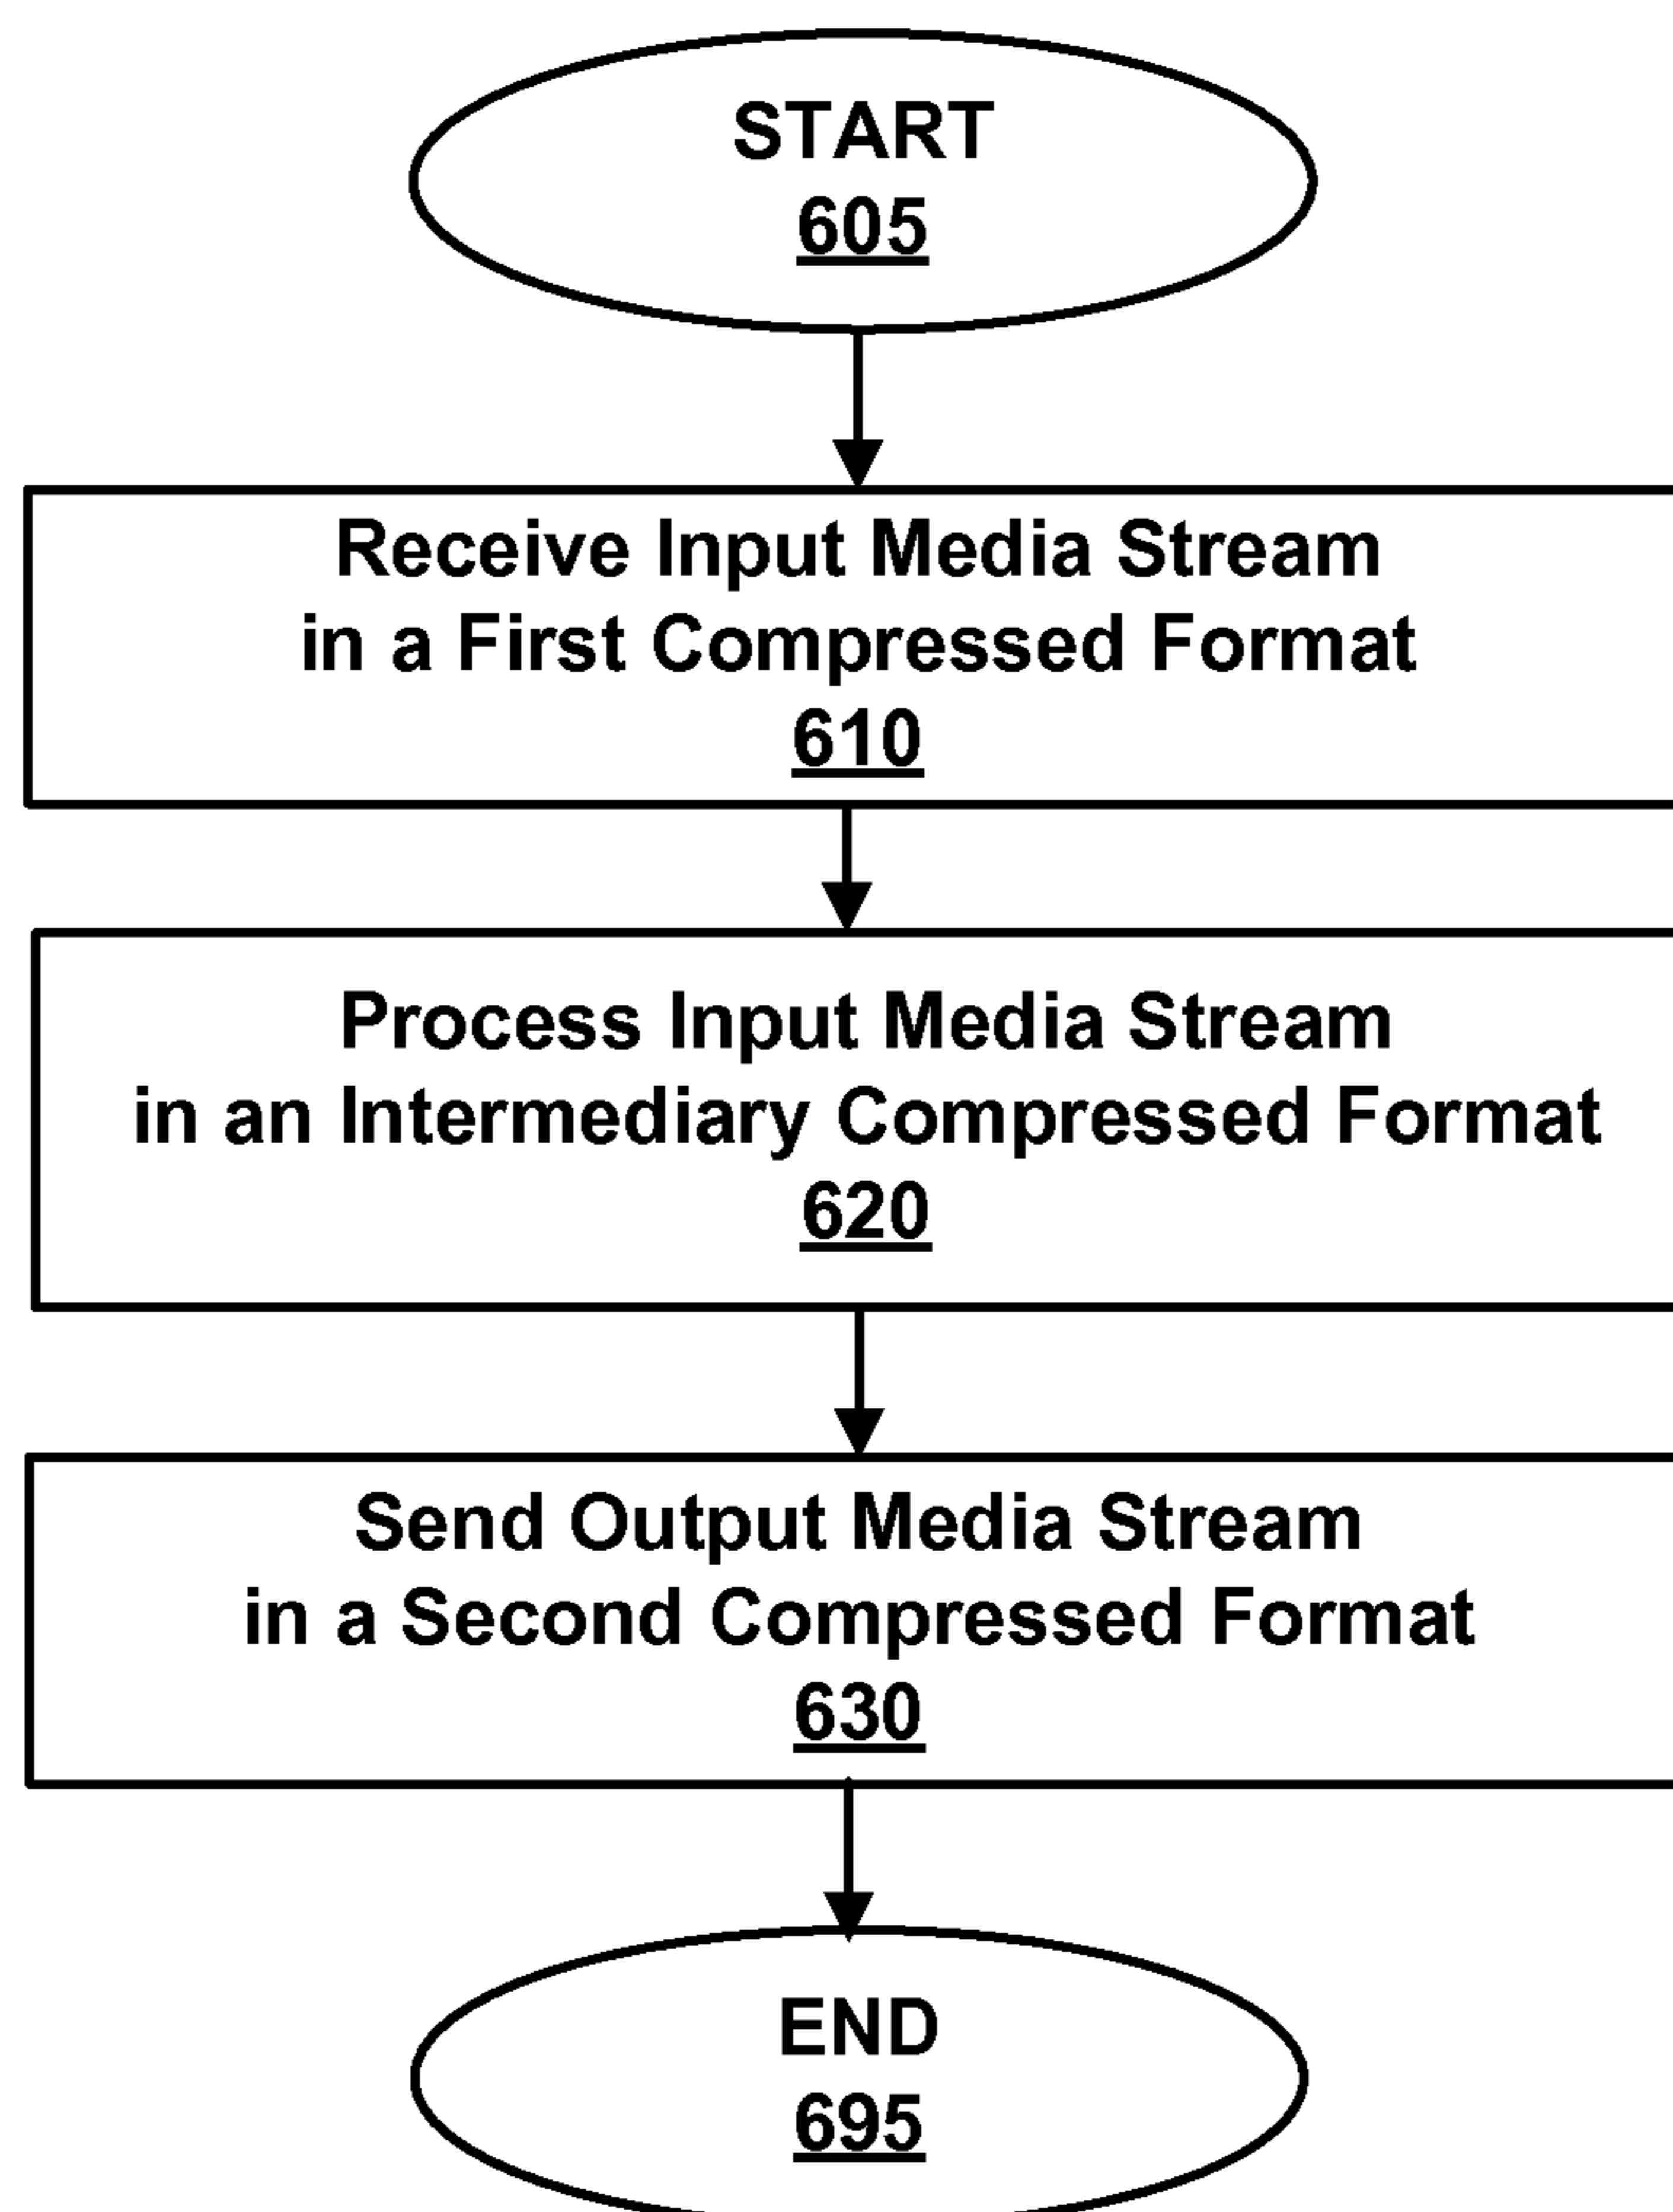 START
605
Receive Input Media Stream
in a First Compressed Format
610
Process Input Media Stream
in an Intermediary Compressed Format
620
Send Output Media Stream
in a Second Compressed Format
630
END
695